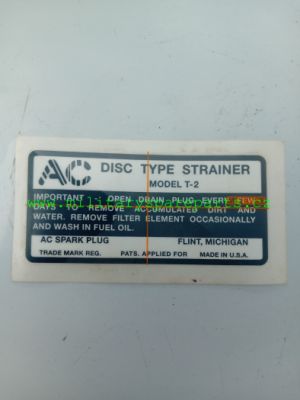 AC
DISC TYPE STRAINER
MODEL T-2
IMPORTANT OPEN DRAIN PLUG EVERY FEW
DAYS TO REMOVE ACCUMULATED DIRT AND
WATER. REMOVE FILTER ELEMENT OCCASIONALLY
AND WASH IN FUEL OIL.
AC SPARK PLUG FLINT, MICHIGAN
TRADE MARK REG. PATS. APPLIED FOR MADE IN U.S.A.